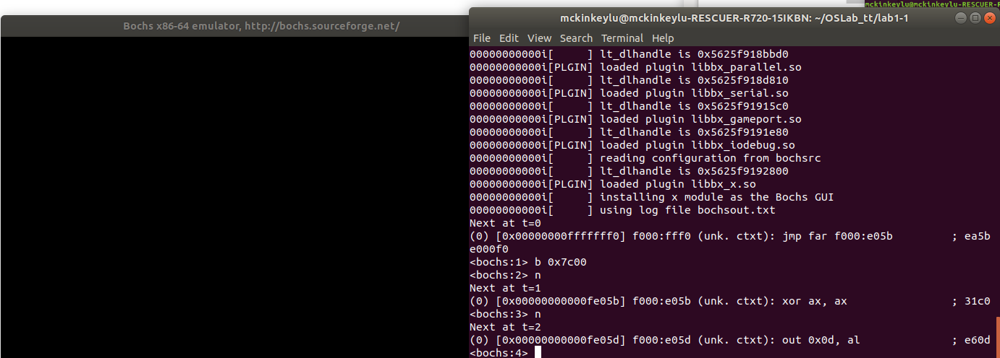 mckinkeylu@mckinkeylu-RESCUER-R
Bochs x86-64 emulator, http://bochs.sourceforge.net/
mckinkeylu@mckinkeylu-RESCUER-R720-15IKBN: ~/OSLab_tt/lab1-1
File Edit View Search Terminal Help
00000000000i[      ] lt_dlhandle is 0x5625f918bbd0
00000000000i[PLGIN] loaded plugin libbx_parallel.so
00000000000i[      ] lt_dlhandle is 0x5625f918d810
00000000000i[PLGIN] loaded plugin libbx_serial.so
00000000000i[      ] lt_dlhandle is 0x5625f91915c0
00000000000i[PLGIN] loaded plugin libbx_gameport.so
00000000000i[      ] lt_dlhandle is 0x5625f9191e80
00000000000i[PLGIN] loaded plugin libbx_iodebug.so
00000000000i[      ] reading configuration from bochsrc
00000000000i[      ] lt_dlhandle is 0x5625f9192800
00000000000i[PLGIN] loaded plugin libbx_x.so
00000000000i[      ] installing x module as the Bochs GUI
00000000000i[      ] using log file bochsout.txt
Next at t=0
(0) [0x00000000fffffff0] f000:fff0 (unk. ctxt): jmp far f000:e05b         ; ea5b
e000f0
<bochs:1> b 0x7c00
<bochs:2> n
Next at t=1
(0) [0x00000000000fe05b] f000:e05b (unk. ctxt): xor ax, ax                ; 31c0
<bochs:3> n
Next at t=2
(0) [0x00000000000fe05d] f000:e05d (unk. ctxt): out 0x0d, al              ; e60d
<bochs:4>